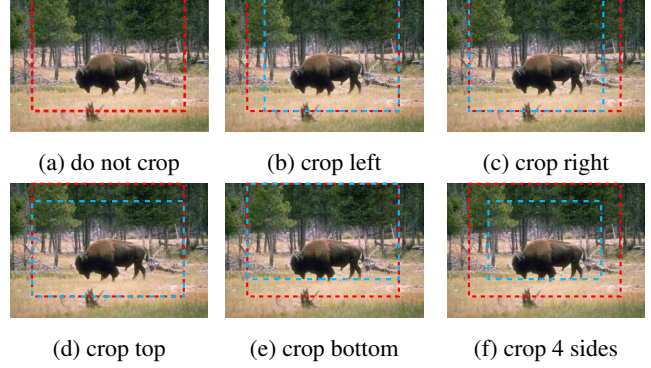 (a) do not crop
(b) crop left
(c) crop right
(d) crop top
(e) crop bottom
(f) crop 4 sides